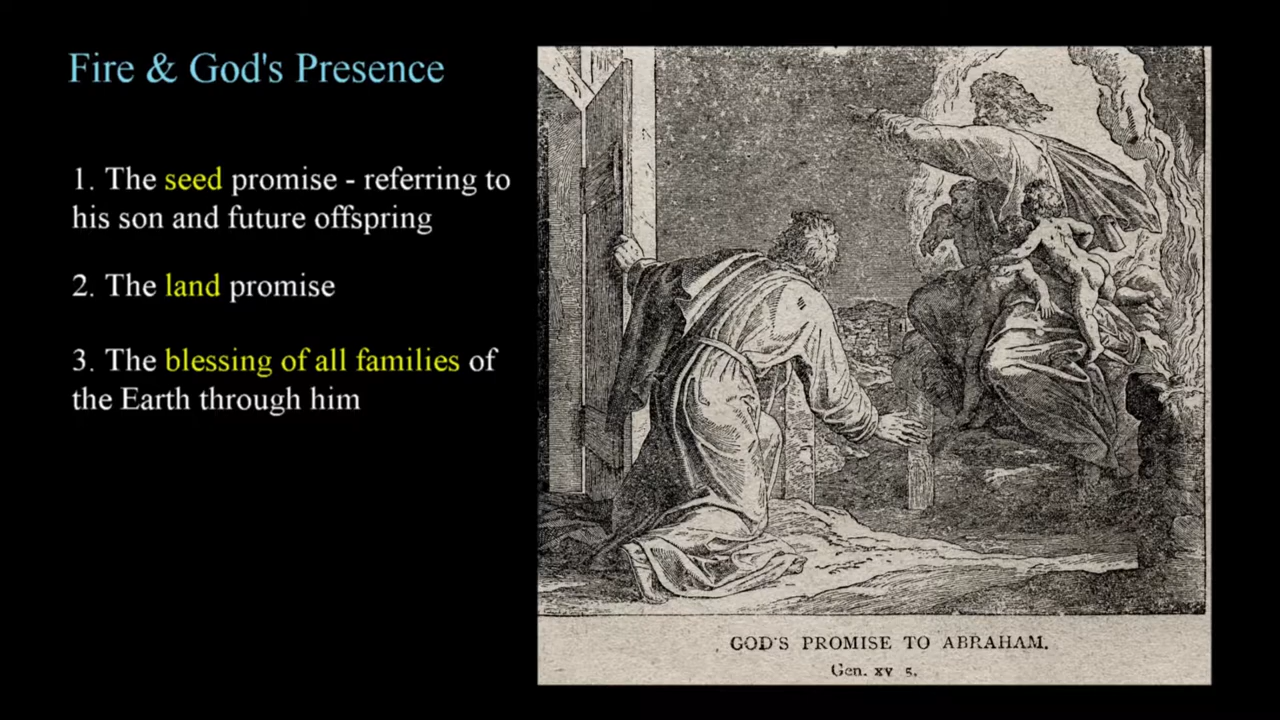 Fire & God's Presence
1. The seed promise - referring to
his son and future offspring
2. The land promise
3. The blessing of all families of
the Earth through him
GOD'S PROMISE TO ABRAHAM.
Gen. xv 5.